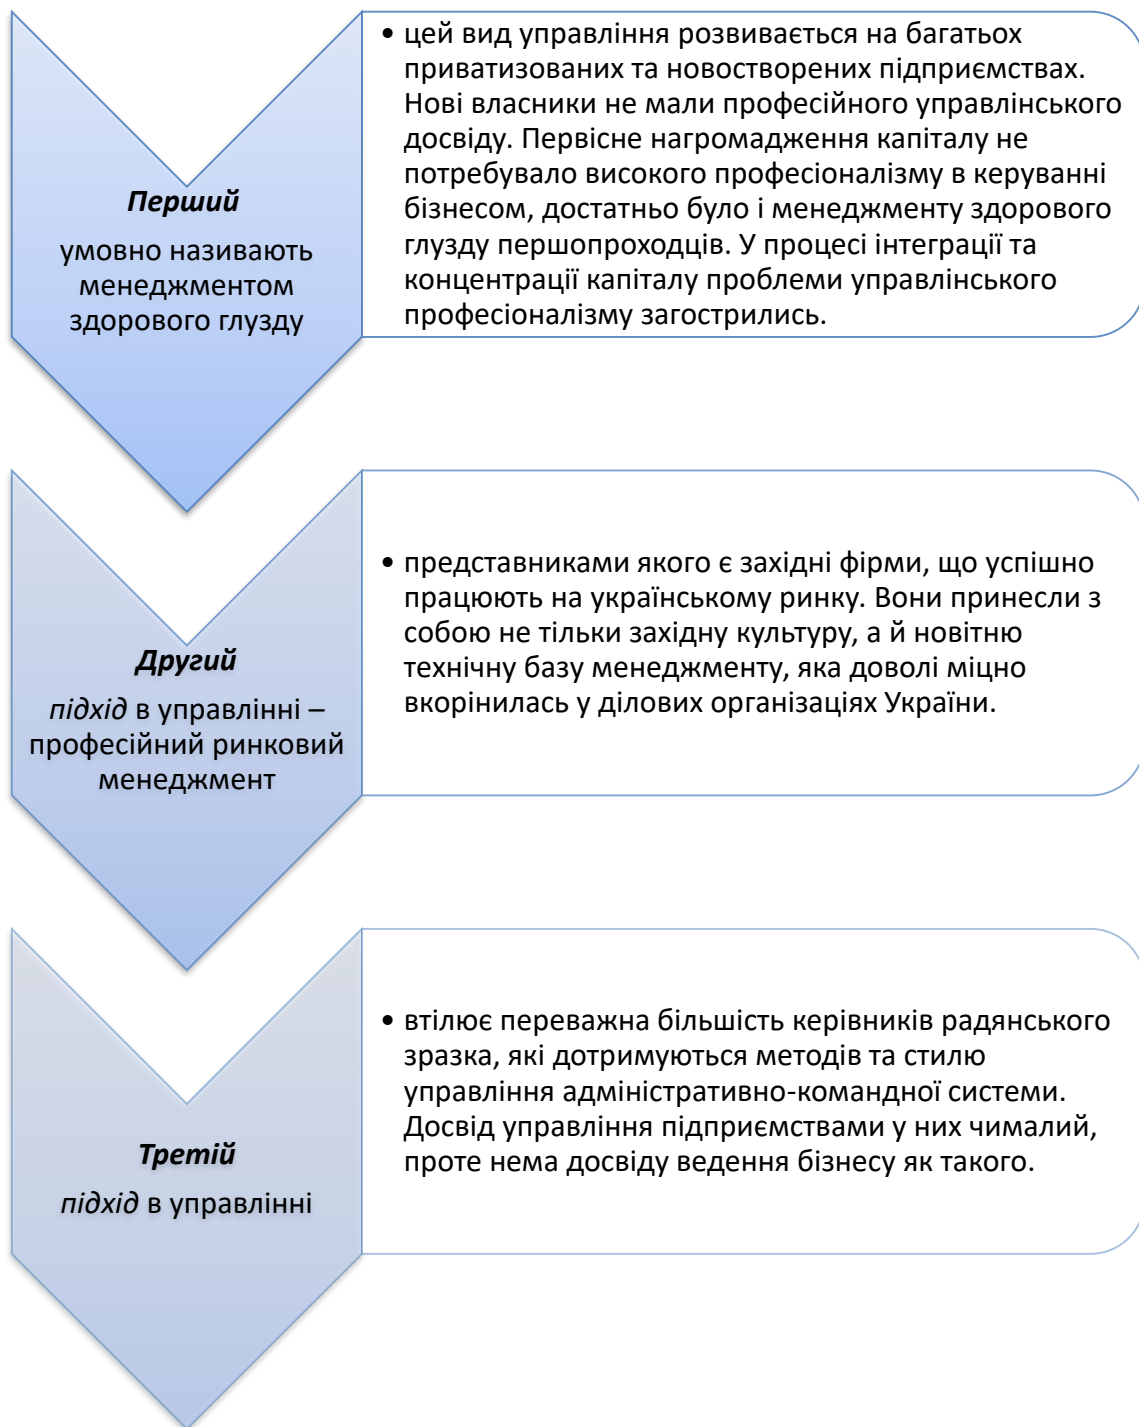 Перший
умовно називають
менеджментом
здорового глузду
• цей вид управління розвивається на багатьох
приватизованих та новостворених підприємствах.
Нові власники не мали професійного управлінського
досвіду. Первісне нагромадження капіталу не
потребувало високого професіоналізму в керуванні
бізнесом, достатньо було і менеджменту здорового
глузду першопроходців. У процесі інтеграції та
концентрації капіталу проблеми управлінського
професіоналізму загострились.
Другий
підхід в управлінні –
професійний ринковий
менеджмент
• представниками якого є західні фірми, що успішно
працюють на українському ринку. Вони принесли з
собою не тільки західну культуру, а й новітню
технічну базу менеджменту, яка доволі міцно
вкорінилась у ділових організаціях України.
Третій
підхід в управлінні
• втілює переважна більшість керівників радянського
зразка, які дотримуються методів та стилю
управління адміністративно-командної системи.
Досвід управління підприємствами у них чималий,
проте нема досвіду ведення бізнесу як такого.